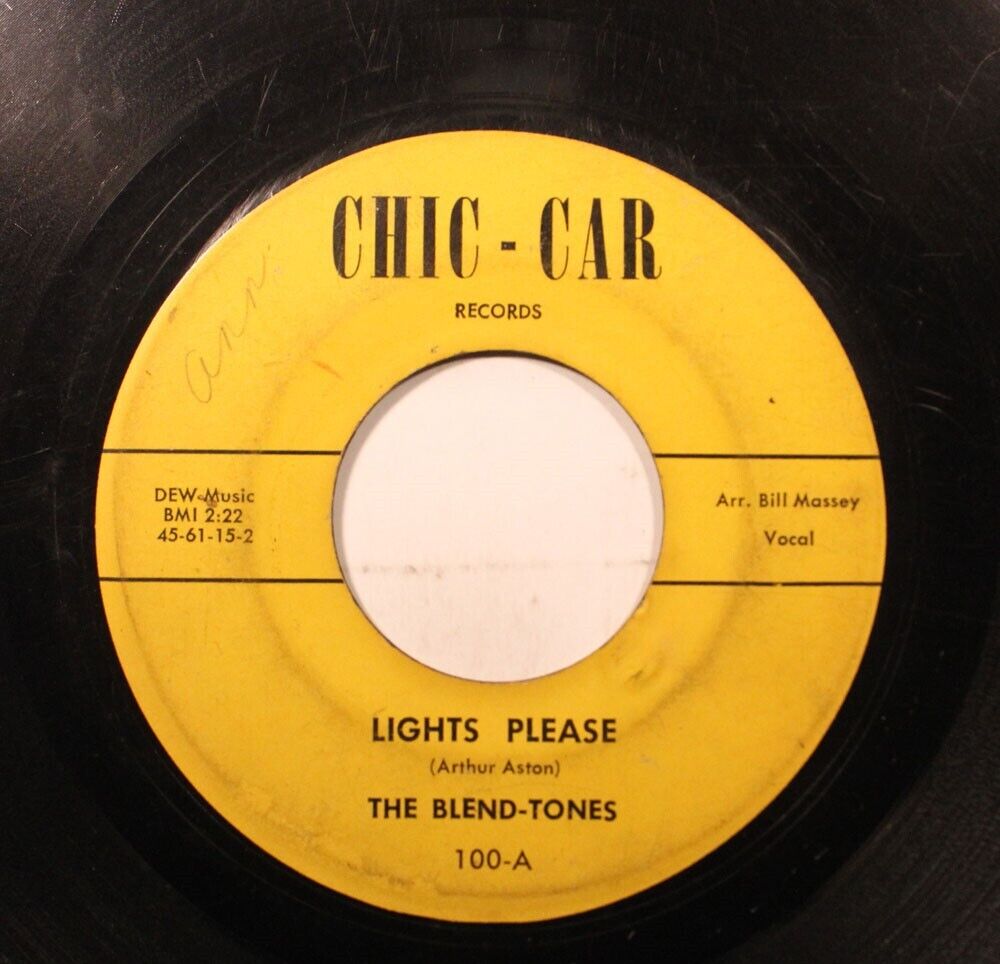 CHIC - CAR
RECORDS
ann
DEW-Music
BMI 2:22
45-61-15-2
Arr. Bill Massey
Vocal
LIGHTS PLEASE
(Arthur Aston)
THE BLEND-TONES
100-A